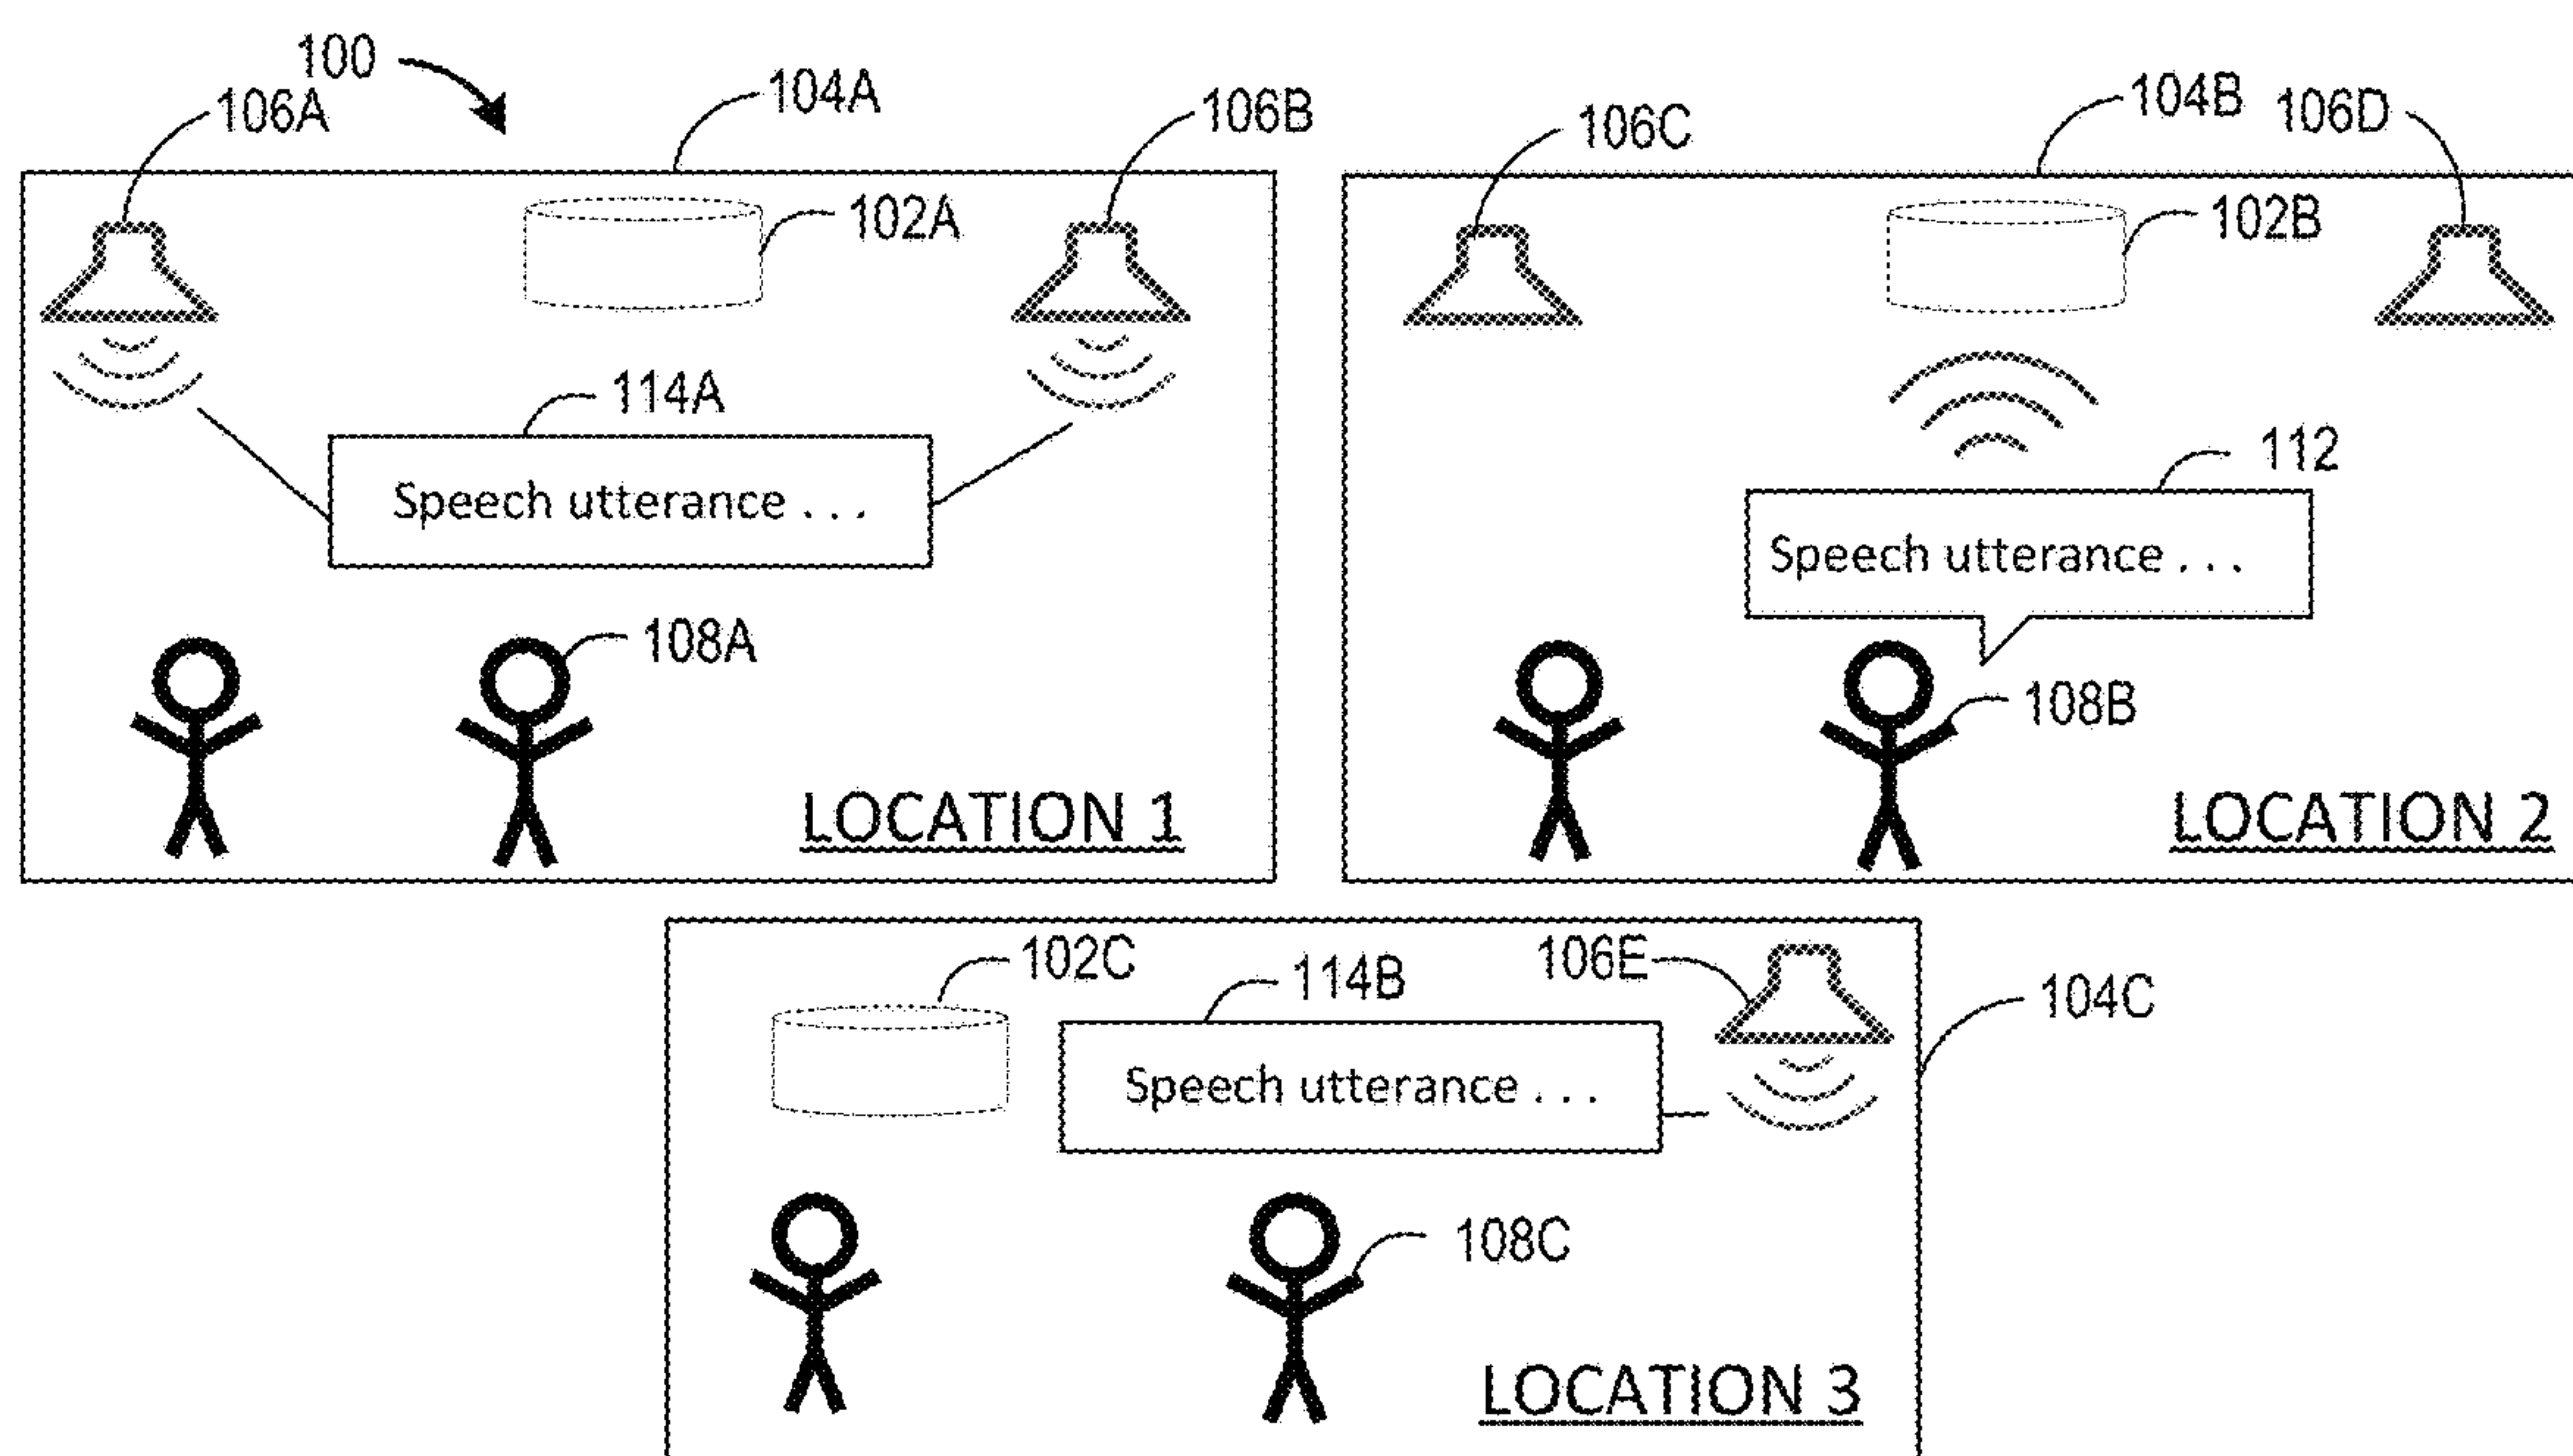 100
106A
104A
106B
106C
104B
106D
102A
102B
114A
Speech utterance . . .
112
Speech utterance . . .
108A
108B
LOCATION 1
LOCATION 2
102C
114B
106E
104C
Speech utterance . . .
108C
LOCATION 3